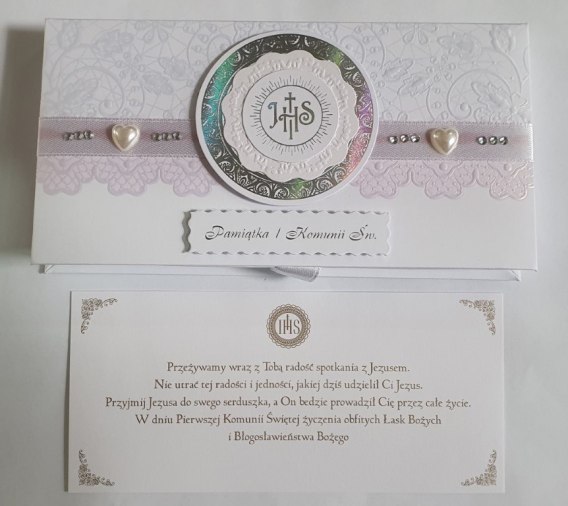 IHS
Pamiątka I Komunii Św.
IHS
Przeżywamy wraz z Tobą radość spotkania z Jezusem.
Nie utrać tej radości i jedności, jakiej dziś udzielił Ci Jezus.
Przyjmij Jezusa do swego serduszka, a On bedzie prowadził Cię przez całe życie.
W dniu Pierwszej Komunii Świętej życzenia obfitych Łask Bożych
i Błogosławieństwa Bożego